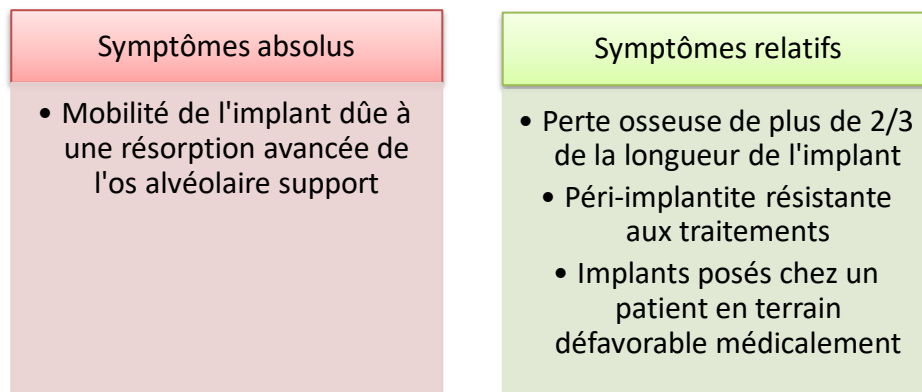 Symptômes absolus
• Mobilité de l'implant dûe à
une résorption avancée de
l'os alvéolaire support
Symptômes relatifs
• Perte osseuse de plus de 2/3
de la longueur de l'implant
• Péri-implantite résistante
aux traitements
• Implants posés chez un
patient en terrain
défavorable médicalement